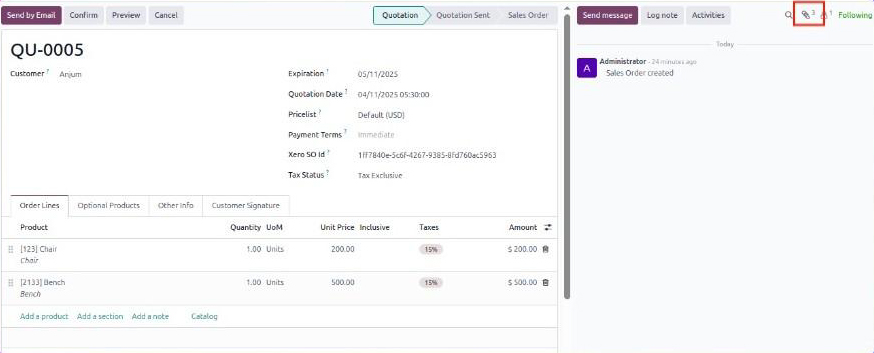 Send by Email Confirm Preview Cancel Quotation Quotation Sent Sales Order
Send message Log note Activities 3 1 Following
QU-0005
Customer ? Anjum
Expiration ? 05/11/2025
Quotation Date ? 04/11/2025 05:30:00
Pricelist ? Default (USD)
Payment Terms ? Immediate
Xero SO Id ? 1ff7840e-5c6f-4267-9385-8fd760ac5963
Tax Status ? Tax Exclusive
Today
A
Administrator - 24 minutes ago
Sales Order created
Order Lines Optional Products Other Info Customer Signature
Product Quantity UoM Unit Price Inclusive Taxes Amount
[123] Chair 1.00 Units 200.00 15% $ 200.00
Chair
[2133] Bench 1.00 Units 500.00 15% $ 500.00
Bench
Add a product Add a section Add a note Catalog